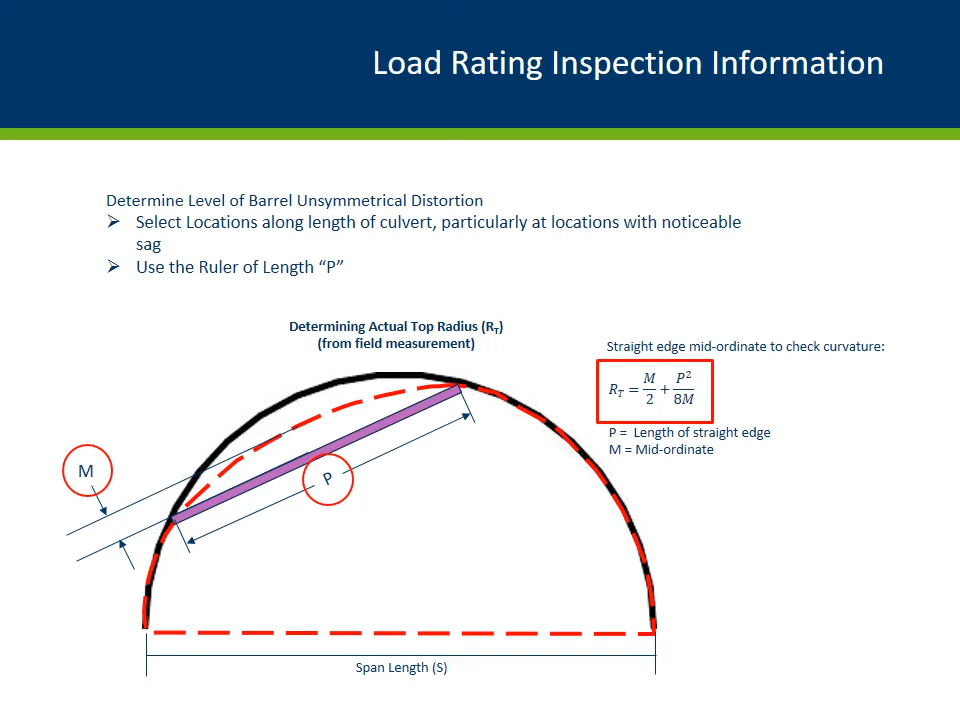 Load Rating Inspection Information
Determine Level of Barrel Unsymmetrical Distortion
➢ Select Locations along length of culvert, particularly at locations with noticeable
sag
➢ Use the Ruler of Length “P”
Determining Actual Top Radius (R_T)
(from field measurement)
Straight edge mid-ordinate to check curvature:
R_T = M/2 + P²/8M
P = Length of straight edge
M = Mid-ordinate
M
P
Span Length (S)